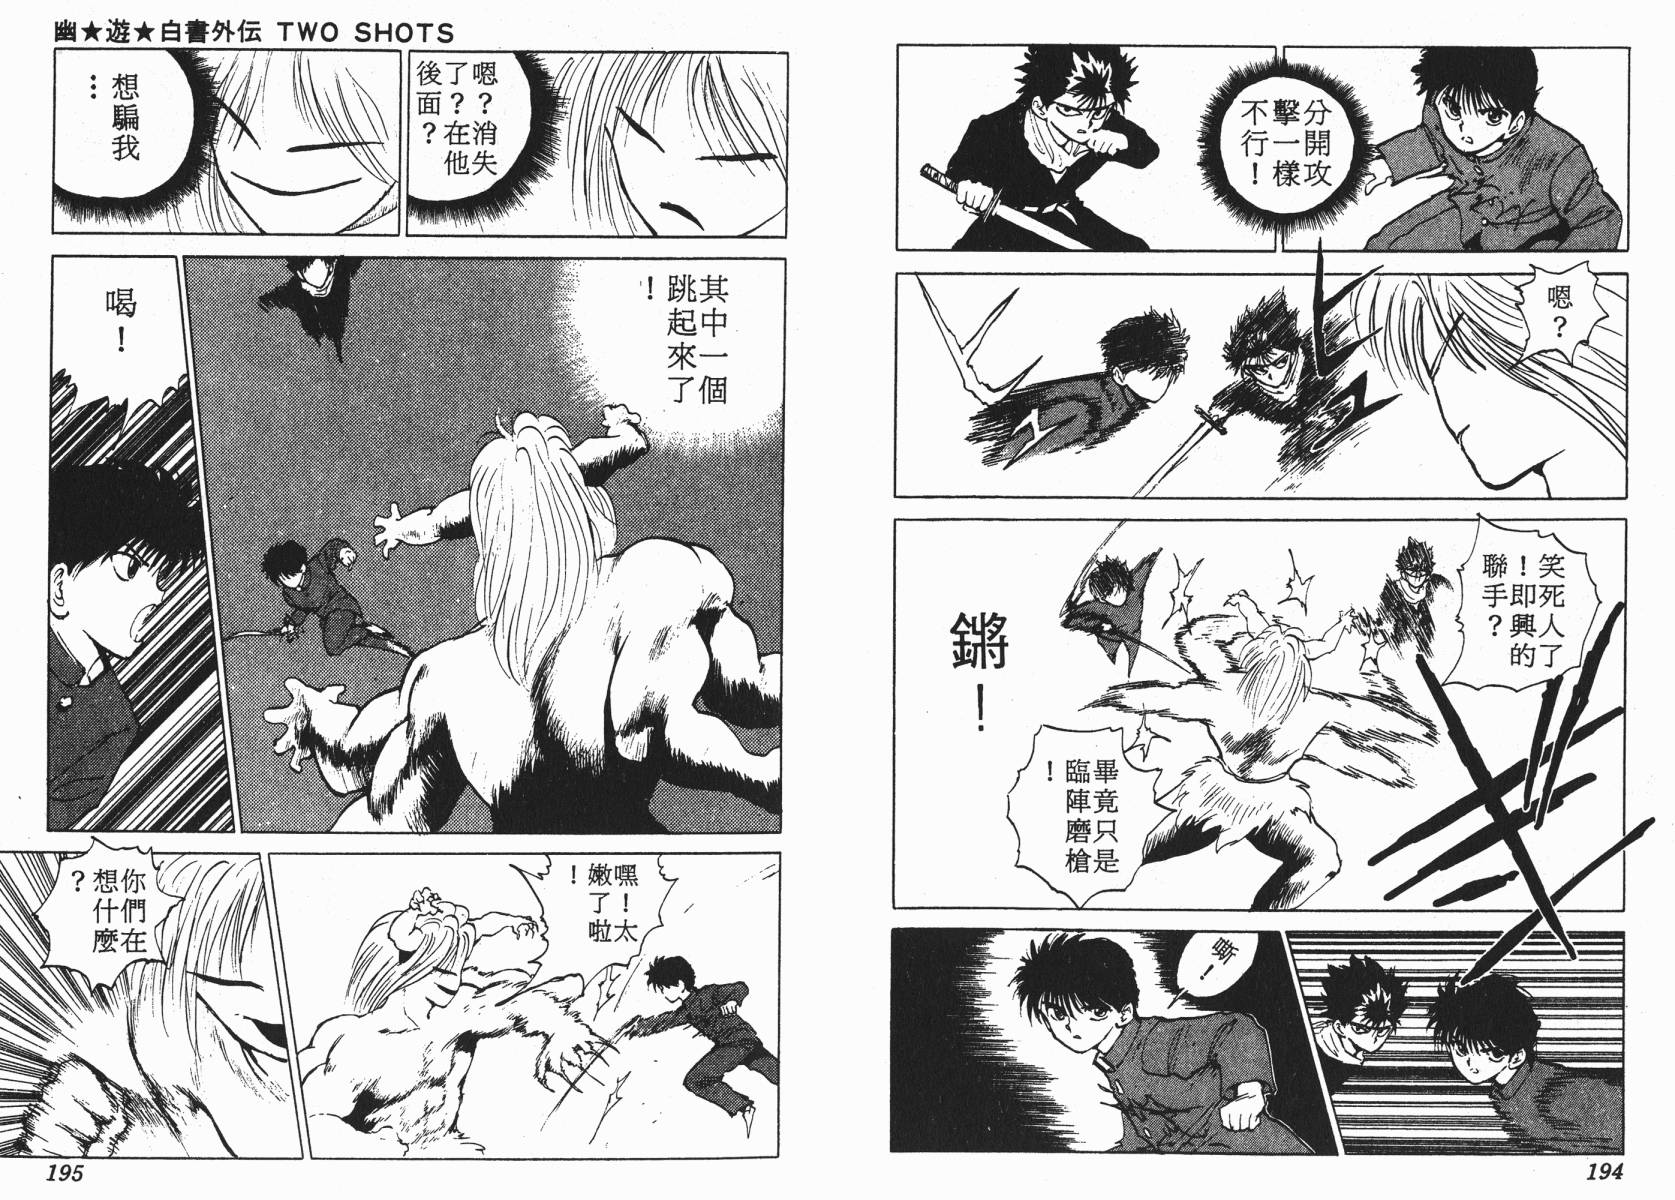 分開攻
擊一樣
不行！
嗯？
笑死人了
！即興的
聯手？
鏘！
畢竟只是
臨陣磨槍
！
嘶！
194
幽★遊★白書外伝 TWO SHOTS
嗯？消失
了？在他
後面？
想騙我
…
其中一個
跳起來了
！
喝！
嘿！太
嫩了啦
！
你們在
想什麼
？
195